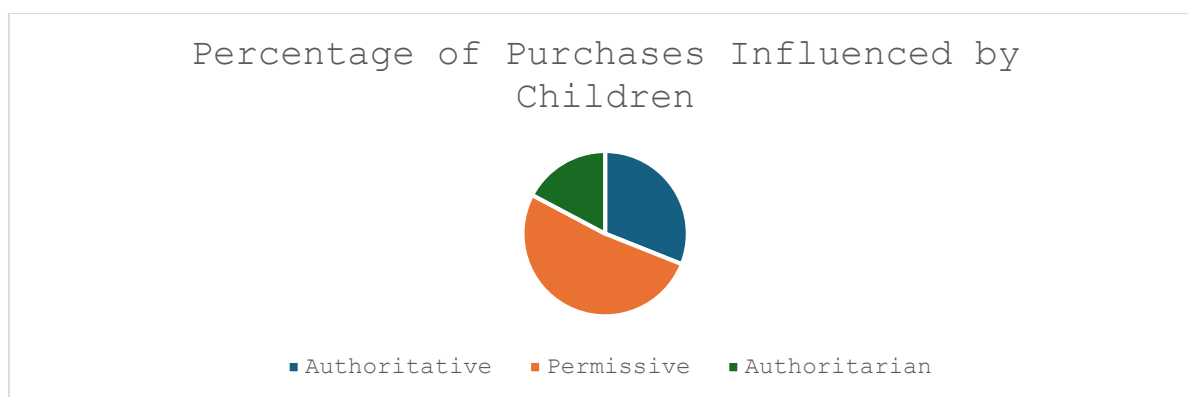 Percentage of Purchases Influenced by
Children
Authoritative Permissive Authoritarian